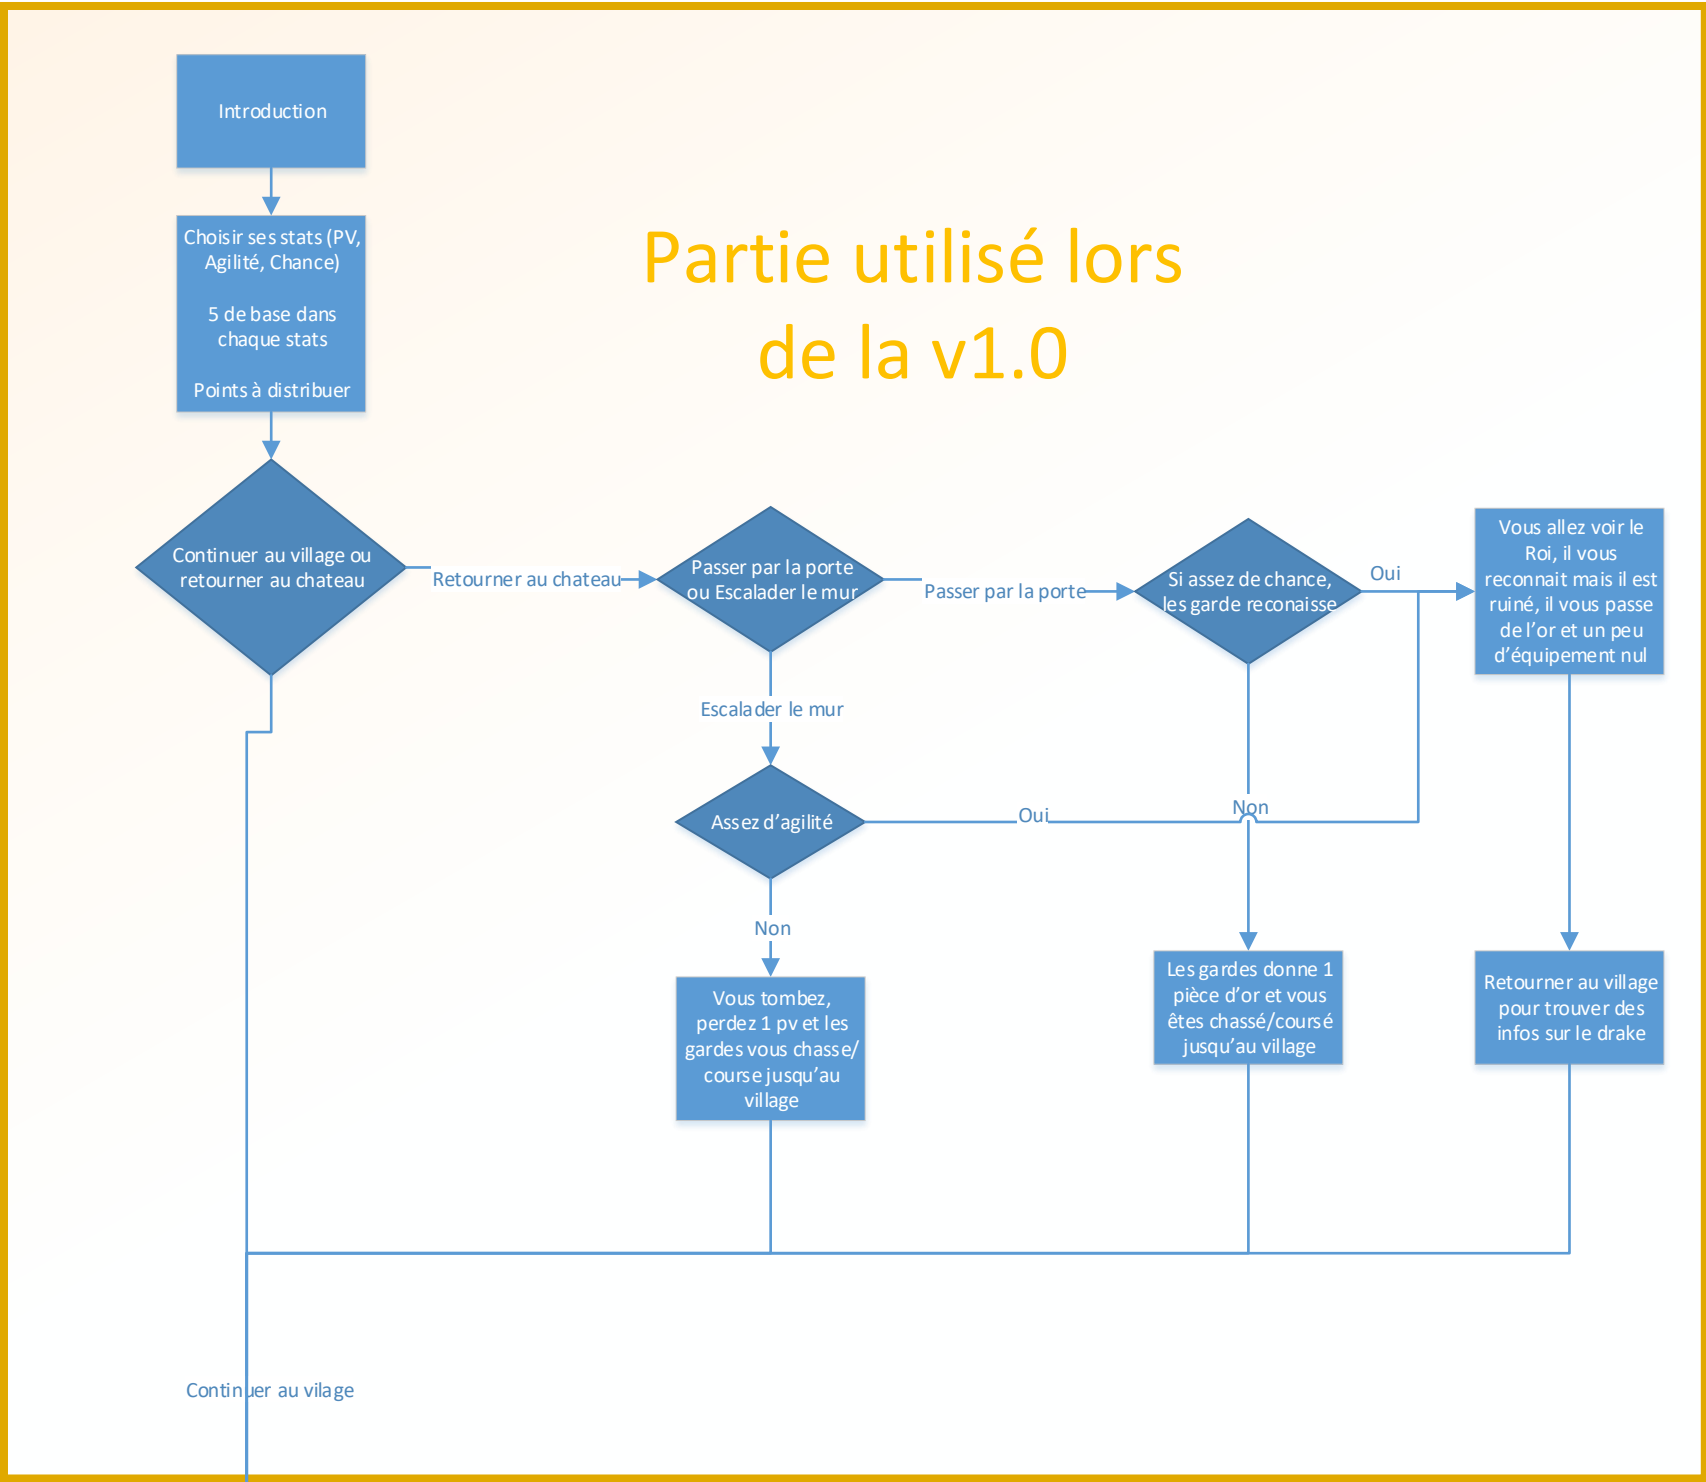 Introduction
Choisir ses stats (PV,
Agilité, Chance)
5 de base dans
chaque stats
Points à distribuer
Partie utilisé lors
de la v1.0
Continuer au village ou
retourner au chateau
Retourner au chateau
Passer par la porte
ou Escalader le mur
Passer par la porte
Si assez de chance,
les garde reconaisse
Oui
Vous allez voir le
Roi, il vous
reconnait mais il est
ruiné, il vous passe
de l’or et un peu
d’équipement nul
Escalader le mur
Assez d’agilité
Oui
Non
Non
Vous tombez,
perdez 1 pv et les
gardes vous chasse/
course jusqu’au
village
Les gardes donne 1
pièce d’or et vous
êtes chassé/coursé
jusqu’au village
Retourner au village
pour trouver des
infos sur le drake
Continuer au vilage